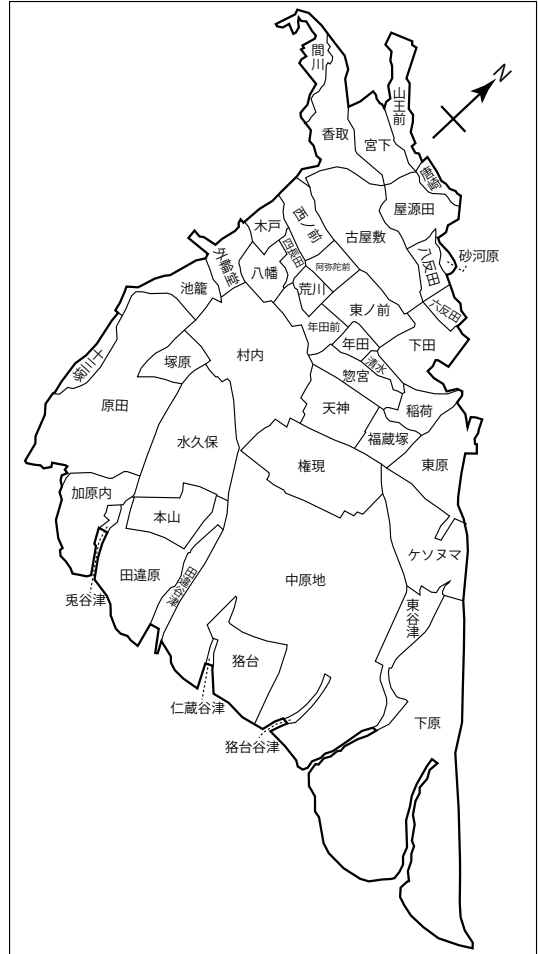 間川
N
山王前
香取
宮下
唐崎
屋源田
西ノ前
木戸
古屋敷
四長田
外輪堂
八反田
砂河原
八幡
阿弥陀前
池籠
荒川
六反田
東ノ前
年田前
年田
下田
村内
塚原
清水
惣宮
十三塚
原田
天神
稲荷
福蔵塚
水久保
権現
東原
加原内
本山
ケソヌマ
田違原
田違谷津
中原地
兎谷津
東谷津
猪台
仁蔵谷津
下原
猪台谷津